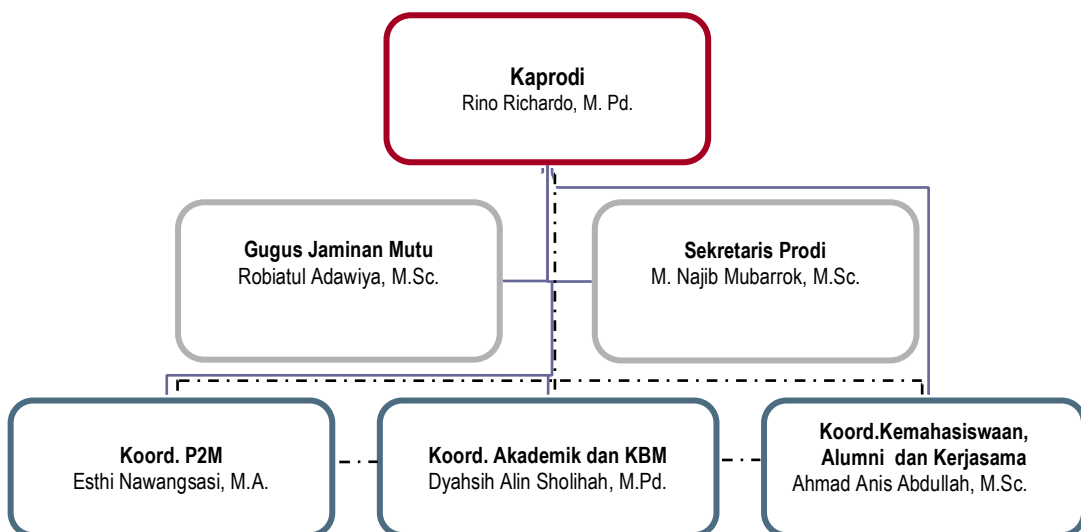 Kaprodi
Rino Richardo, M. Pd.
Gugus Jaminan Mutu
Robiatul Adawiya, M.Sc.
Sekretaris Prodi
M. Najib Mubarrok, M.Sc.
Koord. P2M
Esthi Nawangsasi, M.A.
Koord. Akademik dan KBM
Dyahsih Alin Sholihah, M.Pd.
Koord.Kemahasiswaan,
Alumni dan Kerjasama
Ahmad Anis Abdullah, M.Sc.